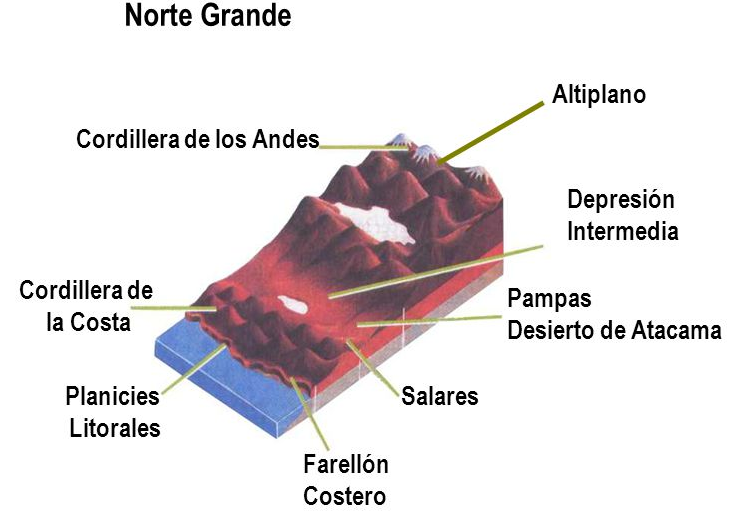 Norte Grande
Altiplano
Cordillera de los Andes
Depresión
Intermedia
Cordillera de
la Costa
Pampas
Desierto de Atacama
Planicies
Litorales
Salares
Farellón
Costero